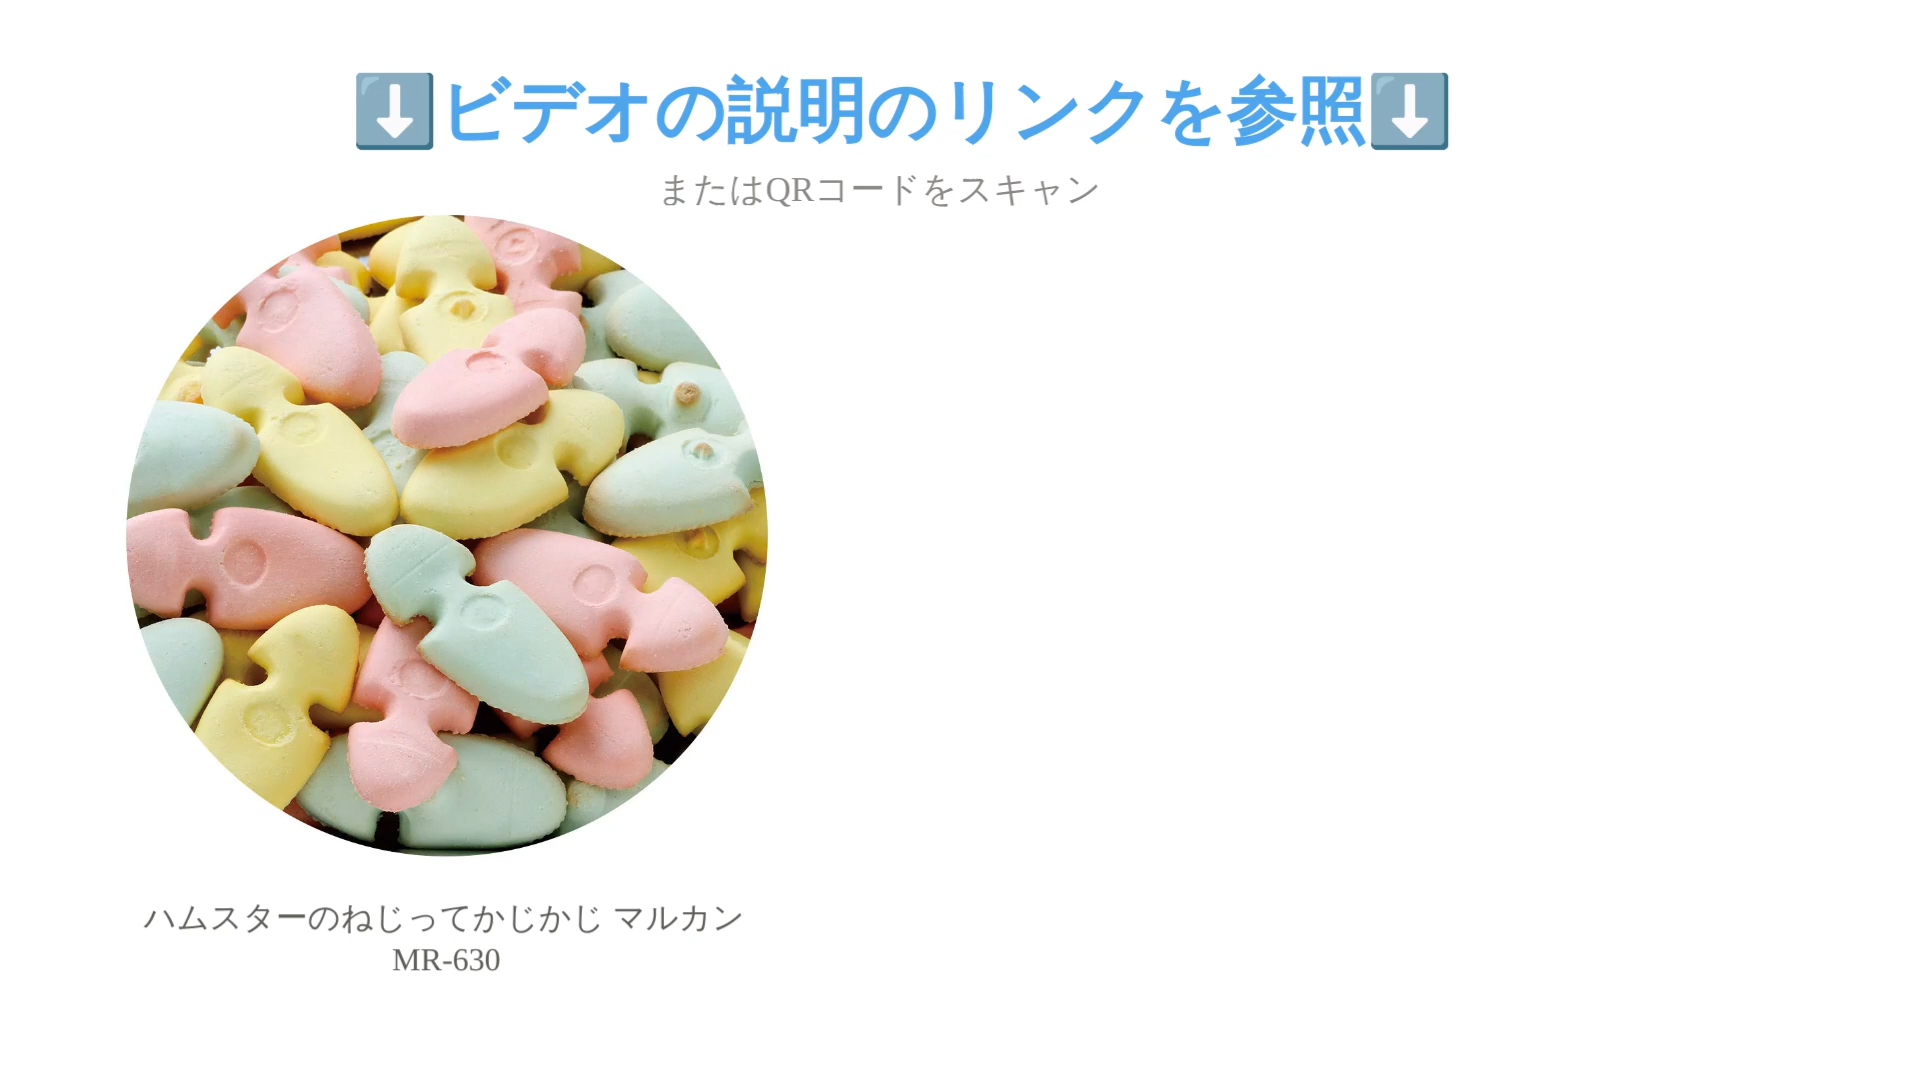 ⬇️ビデオの説明のリンクを参照⬇️
またはQRコードをスキャン
ハムスターのねじってかじかじ マルカン
MR-630